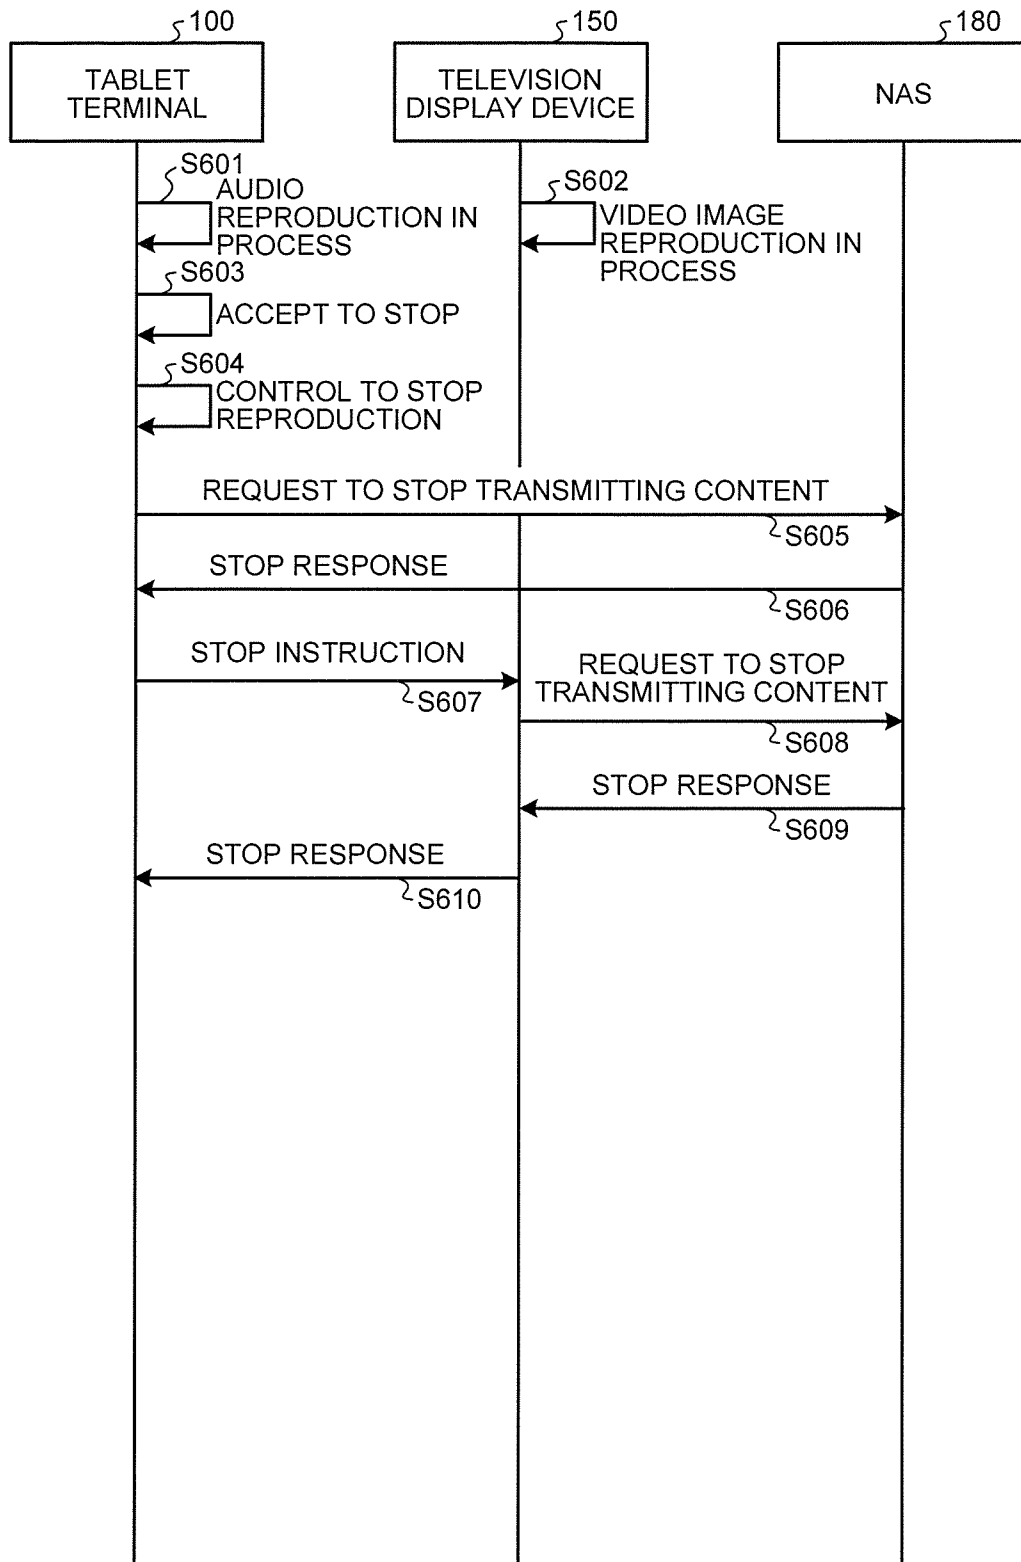 100
150
180
TABLET
TERMINAL
TELEVISION
DISPLAY DEVICE
NAS
S601
AUDIO
REPRODUCTION IN
PROCESS
S602
VIDEO IMAGE
REPRODUCTION IN
PROCESS
S603
ACCEPT TO STOP
S604
CONTROL TO STOP
REPRODUCTION
REQUEST TO STOP TRANSMITTING CONTENT
S605
STOP RESPONSE
S606
STOP INSTRUCTION
S607
REQUEST TO STOP
TRANSMITTING CONTENT
S608
STOP RESPONSE
S609
STOP RESPONSE
S610